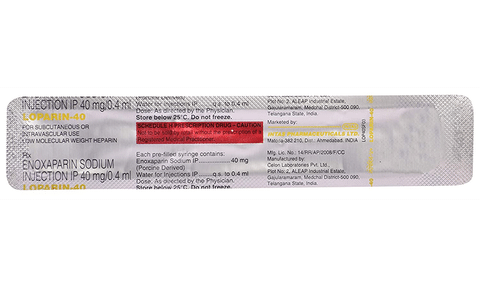 INJECTION IP 40 mg/0.4 ml
LOPARIN-40
FOR SUBCUTANEOUS OR
INTRAVASCULAR USE
LOW MOLECULAR WEIGHT HEPARIN
Rx
ENOXAPARIN SODIUM
INJECTION IP 40 mg/0.4 ml
LOPARIN-40
Water for Injections IP ......q.s. to 0.4 ml
Dose: As directed by the Physician.
Store below 25°C. Do not freeze.
SCHEDULE H PRESCRIPTION DRUG - CAUTION
Not to be sold by retail without the prescription of a
Registered Medical Practitioner.
Each pre-filled syringe contains:
Enoxaparin Sodium IP............ 40 mg
(Porcine Derived)
Water for Injections IP ......q.s. to 0.4 ml
Dose: As directed by the Physician.
Store below 25°C. Do not freeze.
Plot No. 2, ALEAP Industrial Estate,
Gajularamaram, Medchal District-500 090,
Telangana State, India.
Marketed by:
INTAS PHARMACEUTICALS LTD.
Matoda-382 210, Dist. Ahmedabad, INDIA
Mfg. Lic. No.: 14/RR/AP/2008/F/CC
Manufactured by:
Celon Laboratories Pvt. Ltd.,
Plot No. 2, ALEAP Industrial Estate,
Gajularamaram, Medchal District-500 090,
Telangana State, India.